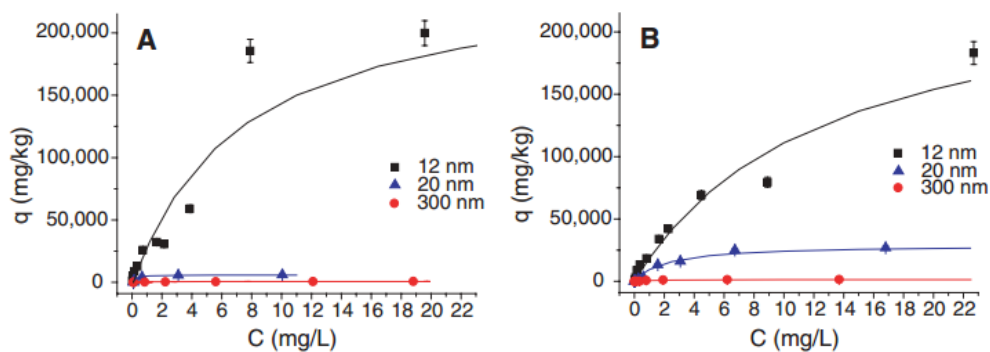 A
200,000
150,000
100,000
50,000
0
q (mg/kg)
12 nm
20 nm
300 nm
0 2 4 6 8 10 12 14 16 18 20 22
C (mg/L)
B
200,000
150,000
100,000
50,000
0
q (mg/kg)
12 nm
20 nm
300 nm
0 2 4 6 8 10 12 14 16 18 20 22
C (mg/L)